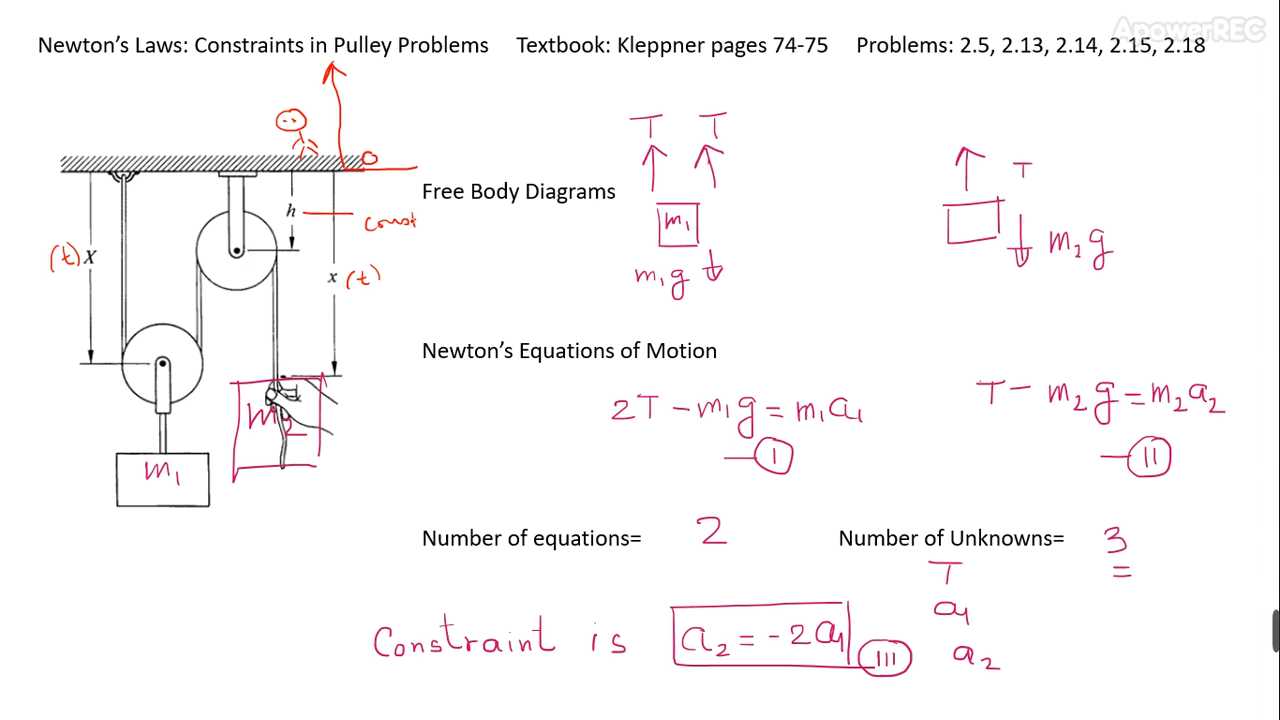 ApowerREC
Newton's Laws: Constraints in Pulley Problems Textbook: Kleppner pages 74-75 Problems: 2.5, 2.13, 2.14, 2.15, 2.18
O
h
const
(t) X
x (t)
m₁
m₂
Free Body Diagrams
T T
m₁
m₁g
T
m₂g
Newton's Equations of Motion
2T - m₁g = m₁a₁
I
T - m₂g = m₂a₂
II
Number of equations= 2
Number of Unknowns= 3
T
a₁
a₂
Constraint is a₂ = -2a₁
III